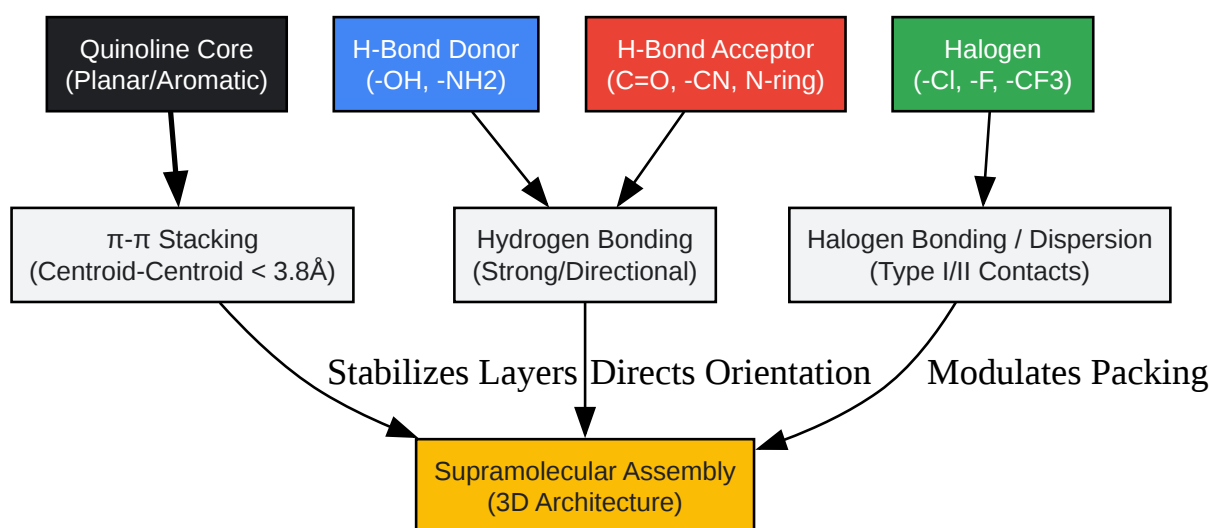 Quinoline Core
(Planar/Aromatic)
H-Bond Donor
(-OH, -NH2)
H-Bond Acceptor
(C=O, -CN, N-ring)
Halogen
(-Cl, -F, -CF3)
π-π Stacking
(Centroid-Centroid < 3.8Å)
Hydrogen Bonding
(Strong/Directional)
Halogen Bonding / Dispersion
(Type I/II Contacts)
Stabilizes Layers
Directs Orientation
Modulates Packing
Supramolecular Assembly
(3D Architecture)